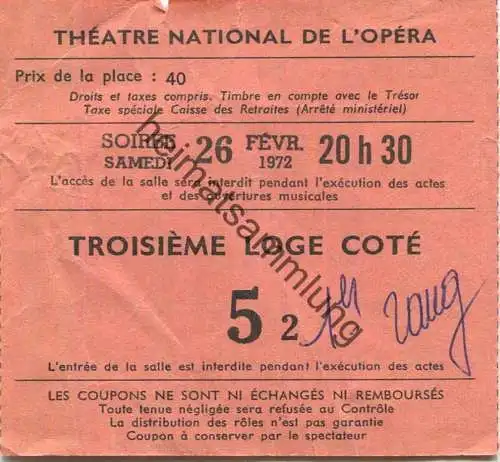 THÉATRE NATIONAL DE L'OPÉRA
Prix de la place : 40
Droits et taxes compris. Timbre en compte avec le Trésor
Taxe spéciale Caisse des Retraites (Arrêté ministériel)
SOIREE SAMEDI 26 FÉVR. 1972 20 h 30
L'accès de la salle sera interdit pendant l'exécution des actes
et des ouvertures musicales
TROISIÈME LOGE COTÉ
5 2 1er rang
L'entrée de la salle est interdite pendant l'exécution des actes
LES COUPONS NE SONT NI ÉCHANGÉS NI REMBOURSÉS
Toute tenue négligée sera refusée au Contrôle
La distribution des rôles n'est pas garantie
Coupon à conserver par le spectateur
heimatsammlung